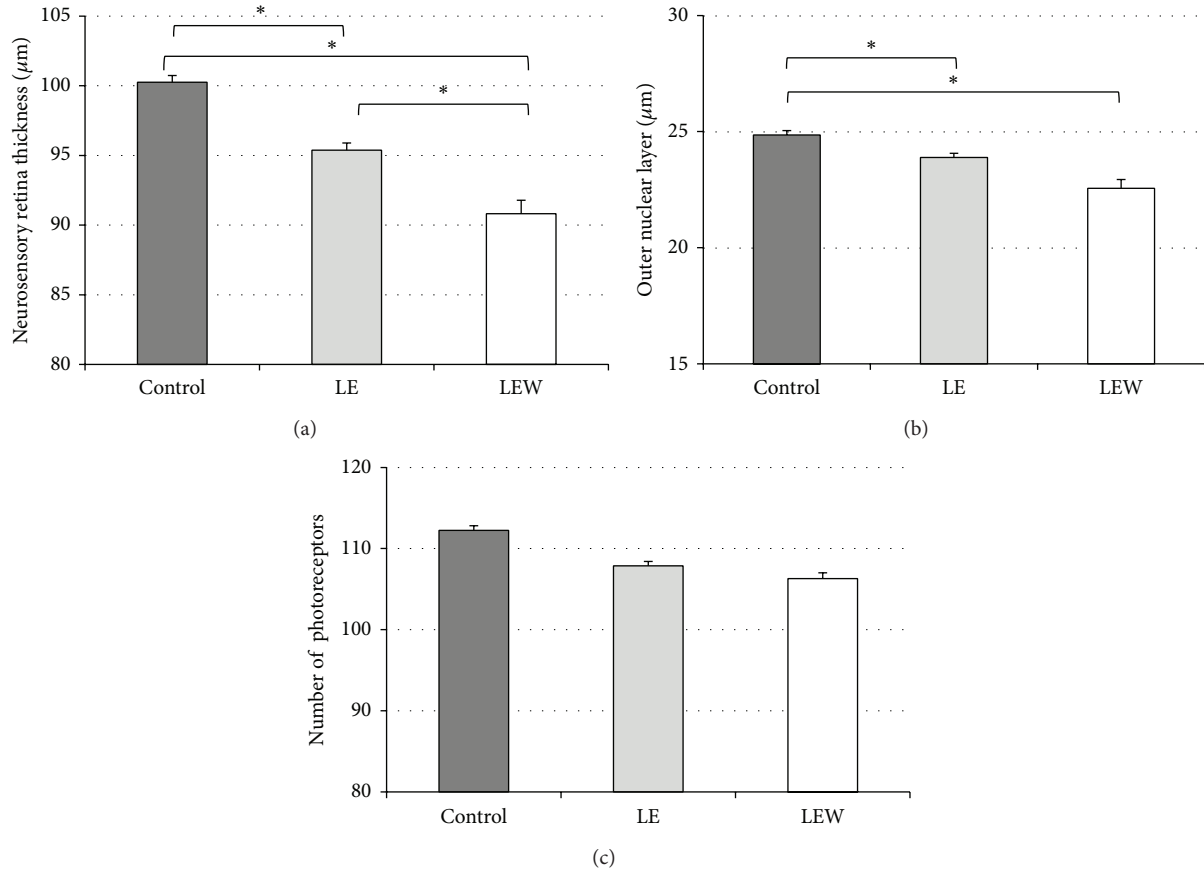 Neurosensory retina thickness (μm)
105
100
95
90
85
80
*
*
*
Control LE LEW
(a)
Outer nuclear layer (μm)
30
25
20
15
*
*
Control LE LEW
(b)
Number of photoreceptors
120
110
100
90
80
Control LE LEW
(c)